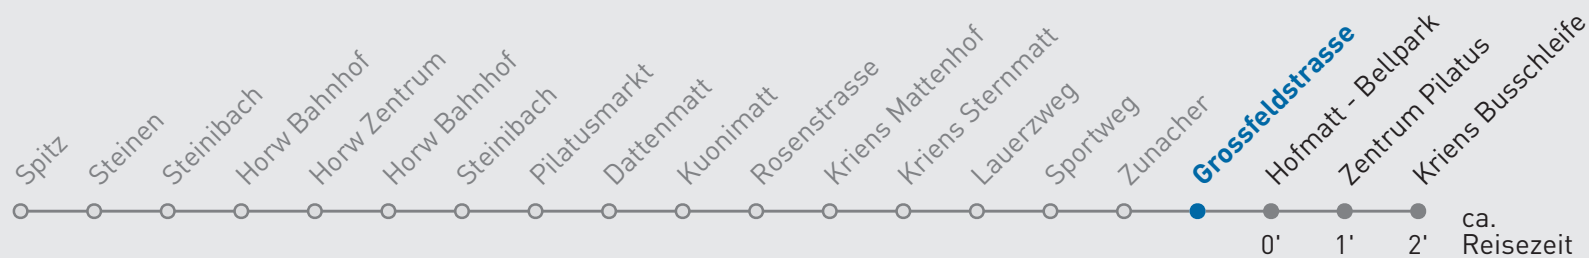 Spitz
Steinen
Steinibach
Horw Bahnhof
Horw Zentrum
Horw Bahnhof
Steinibach
Pilatusmarkt
Dattenmatt
Kuonimatt
Rosenstrasse
Kriens Mattenhof
Kriens Sternmatt
Lauerzweg
Sportweg
Zunacher
Grossfeldstrasse
Hofmatt - Bellpark
Zentrum Pilatus
Kriens Busschleife
0' 1' 2'
ca.
Reisezeit